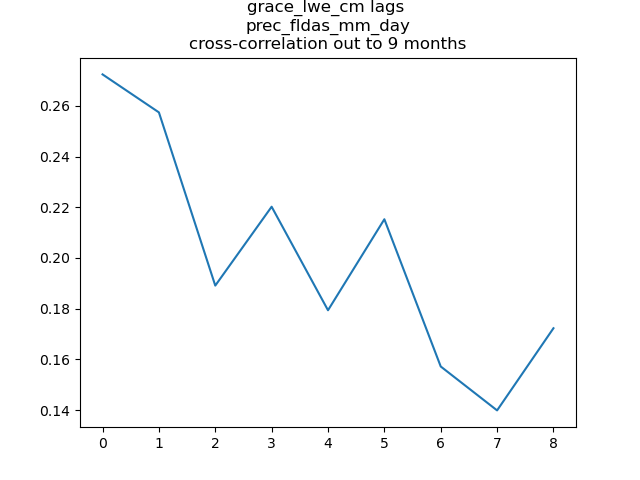 grace_lwe_cm lags
prec_fldas_mm_day
cross-correlation out to 9 months
0.26
0.24
0.22
0.20
0.18
0.16
0.14
0 1 2 3 4 5 6 7 8